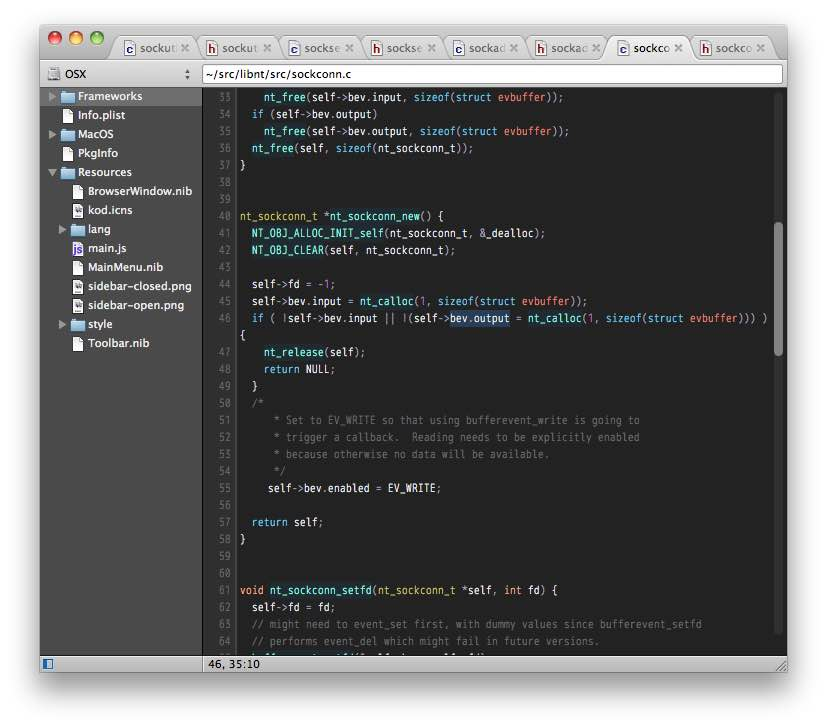 sockut
sockut
sockse
sockse
sockad
sockad
sockco
sockco
OSX
~/src/libnt/src/sockconn.c
Frameworks
Info.plist
MacOS
PkgInfo
Resources
BrowserWindow.nib
kod.icns
lang
main.js
MainMenu.nib
sidebar-closed.png
sidebar-open.png
style
Toolbar.nib
33 nt_free(self->bev.input, sizeof(struct evbuffer));
34 if (self->bev.output)
35 nt_free(self->bev.output, sizeof(struct evbuffer));
36 nt_free(self, sizeof(nt_sockconn_t));
37 }
38
39
40 nt_sockconn_t *nt_sockconn_new() {
41 NT_OBJ_ALLOC_INIT_self(nt_sockconn_t, &_dealloc);
42 NT_OBJ_CLEAR(self, nt_sockconn_t);
43
44 self->fd = -1;
45 self->bev.input = nt_calloc(1, sizeof(struct evbuffer));
46 if ( !self->bev.input || !(self->bev.output = nt_calloc(1, sizeof(struct evbuffer))) )
{
47 nt_release(self);
48 return NULL;
49 }
50 /*
51 * Set to EV_WRITE so that using bufferevent_write is going to
52 * trigger a callback. Reading needs to be explicitly enabled
53 * because otherwise no data will be available.
54 */
55 self->bev.enabled = EV_WRITE;
56
57 return self;
58 }
59
60
61 void nt_sockconn_setfd(nt_sockconn_t *self, int fd) {
62 self->fd = fd;
63 // might need to event_set first, with dummy values since bufferevent_setfd
64 // performs event_del which might fail in future versions.
46, 35:10